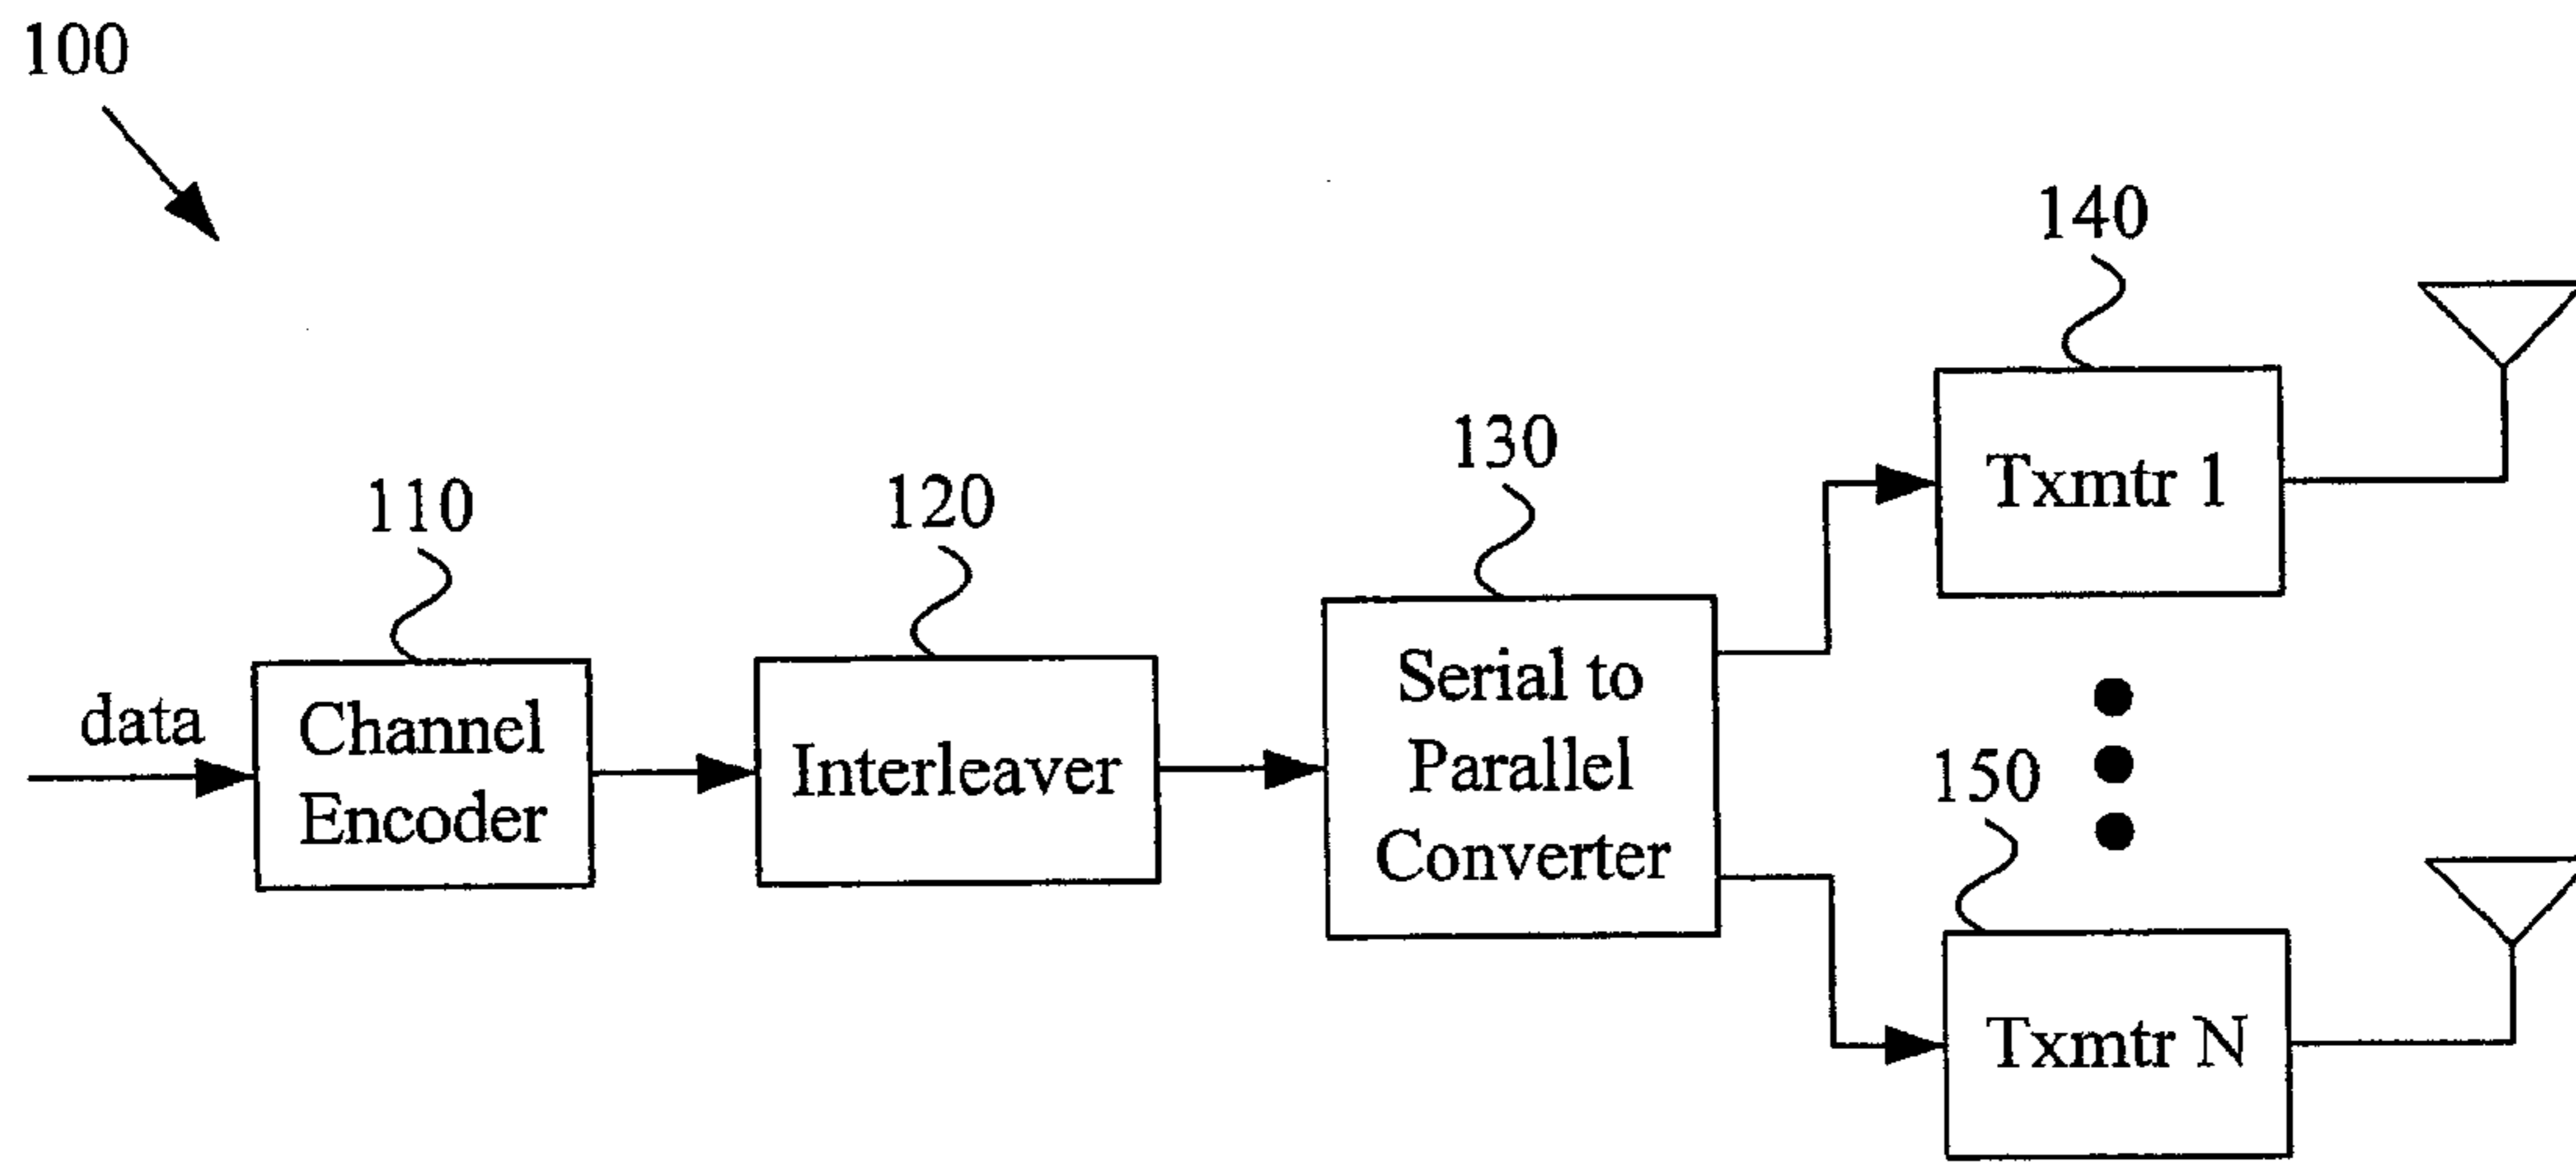 100
140
130
110
120
Txmtr 1
data
Channel
Encoder
Interleaver
Serial to
Parallel
Converter
150
Txmtr N